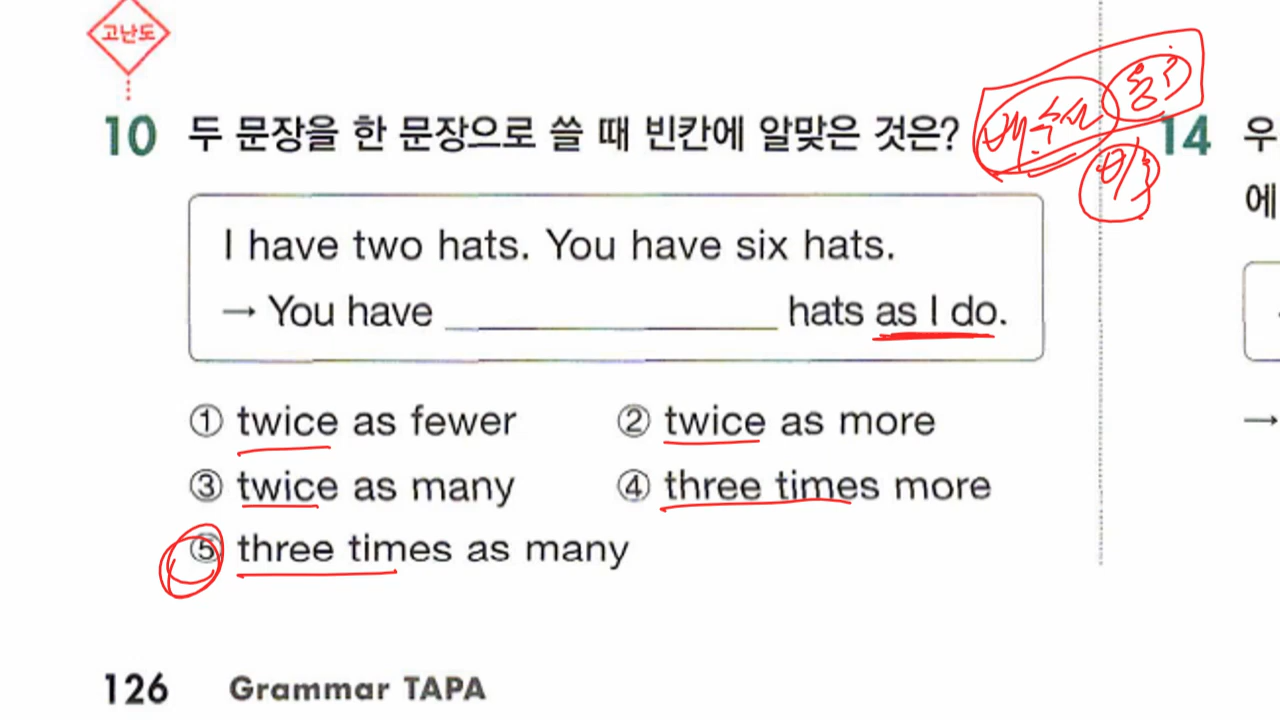 고난도
10 두 문장을 한 문장으로 쓸 때 빈칸에 알맞은 것은?
배수사
I have two hats. You have six hats.
→ You have ____________ hats as I do.
① twice as fewer ② twice as more
③ twice as many ④ three times more
⑤ three times as many
126 Grammar TAPA
14 우
에
→